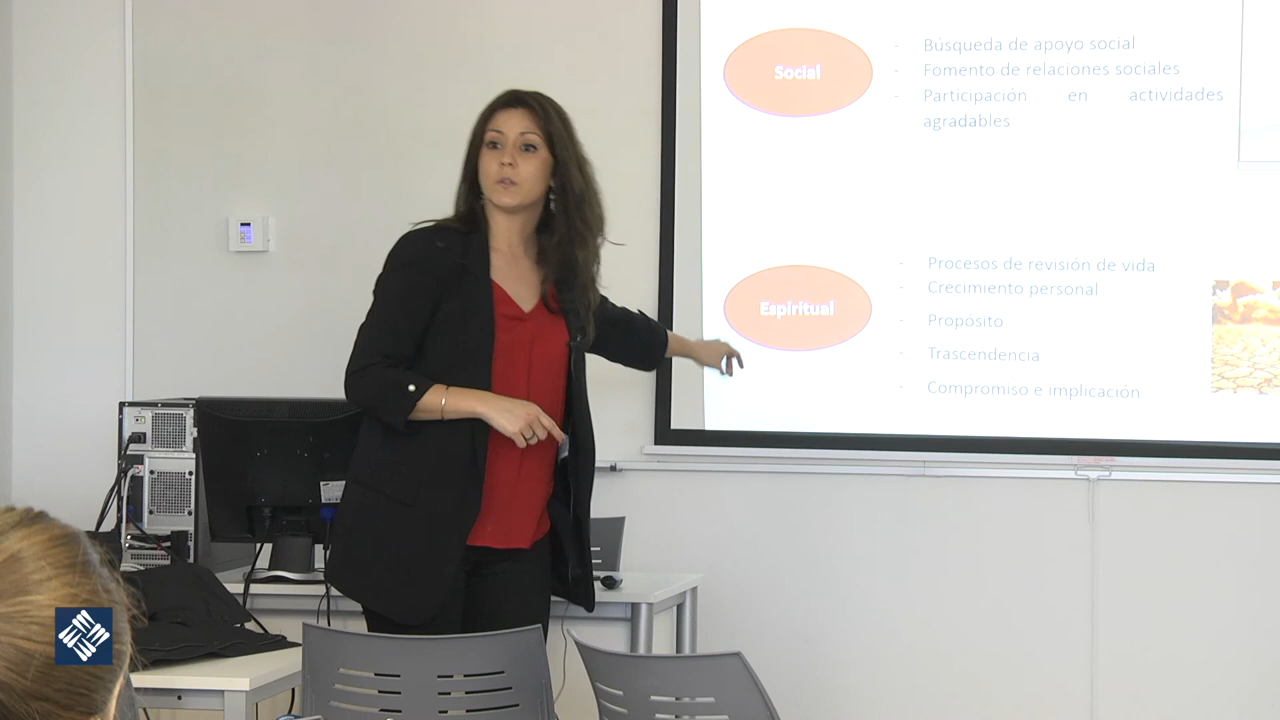 Social
- Búsqueda de apoyo social
- Fomento de relaciones sociales
- Participación en actividades
agradables
Espiritual
- Procesos de revisión de vida
- Crecimiento personal
- Propósito
- Trascendencia
- Compromiso e implicación